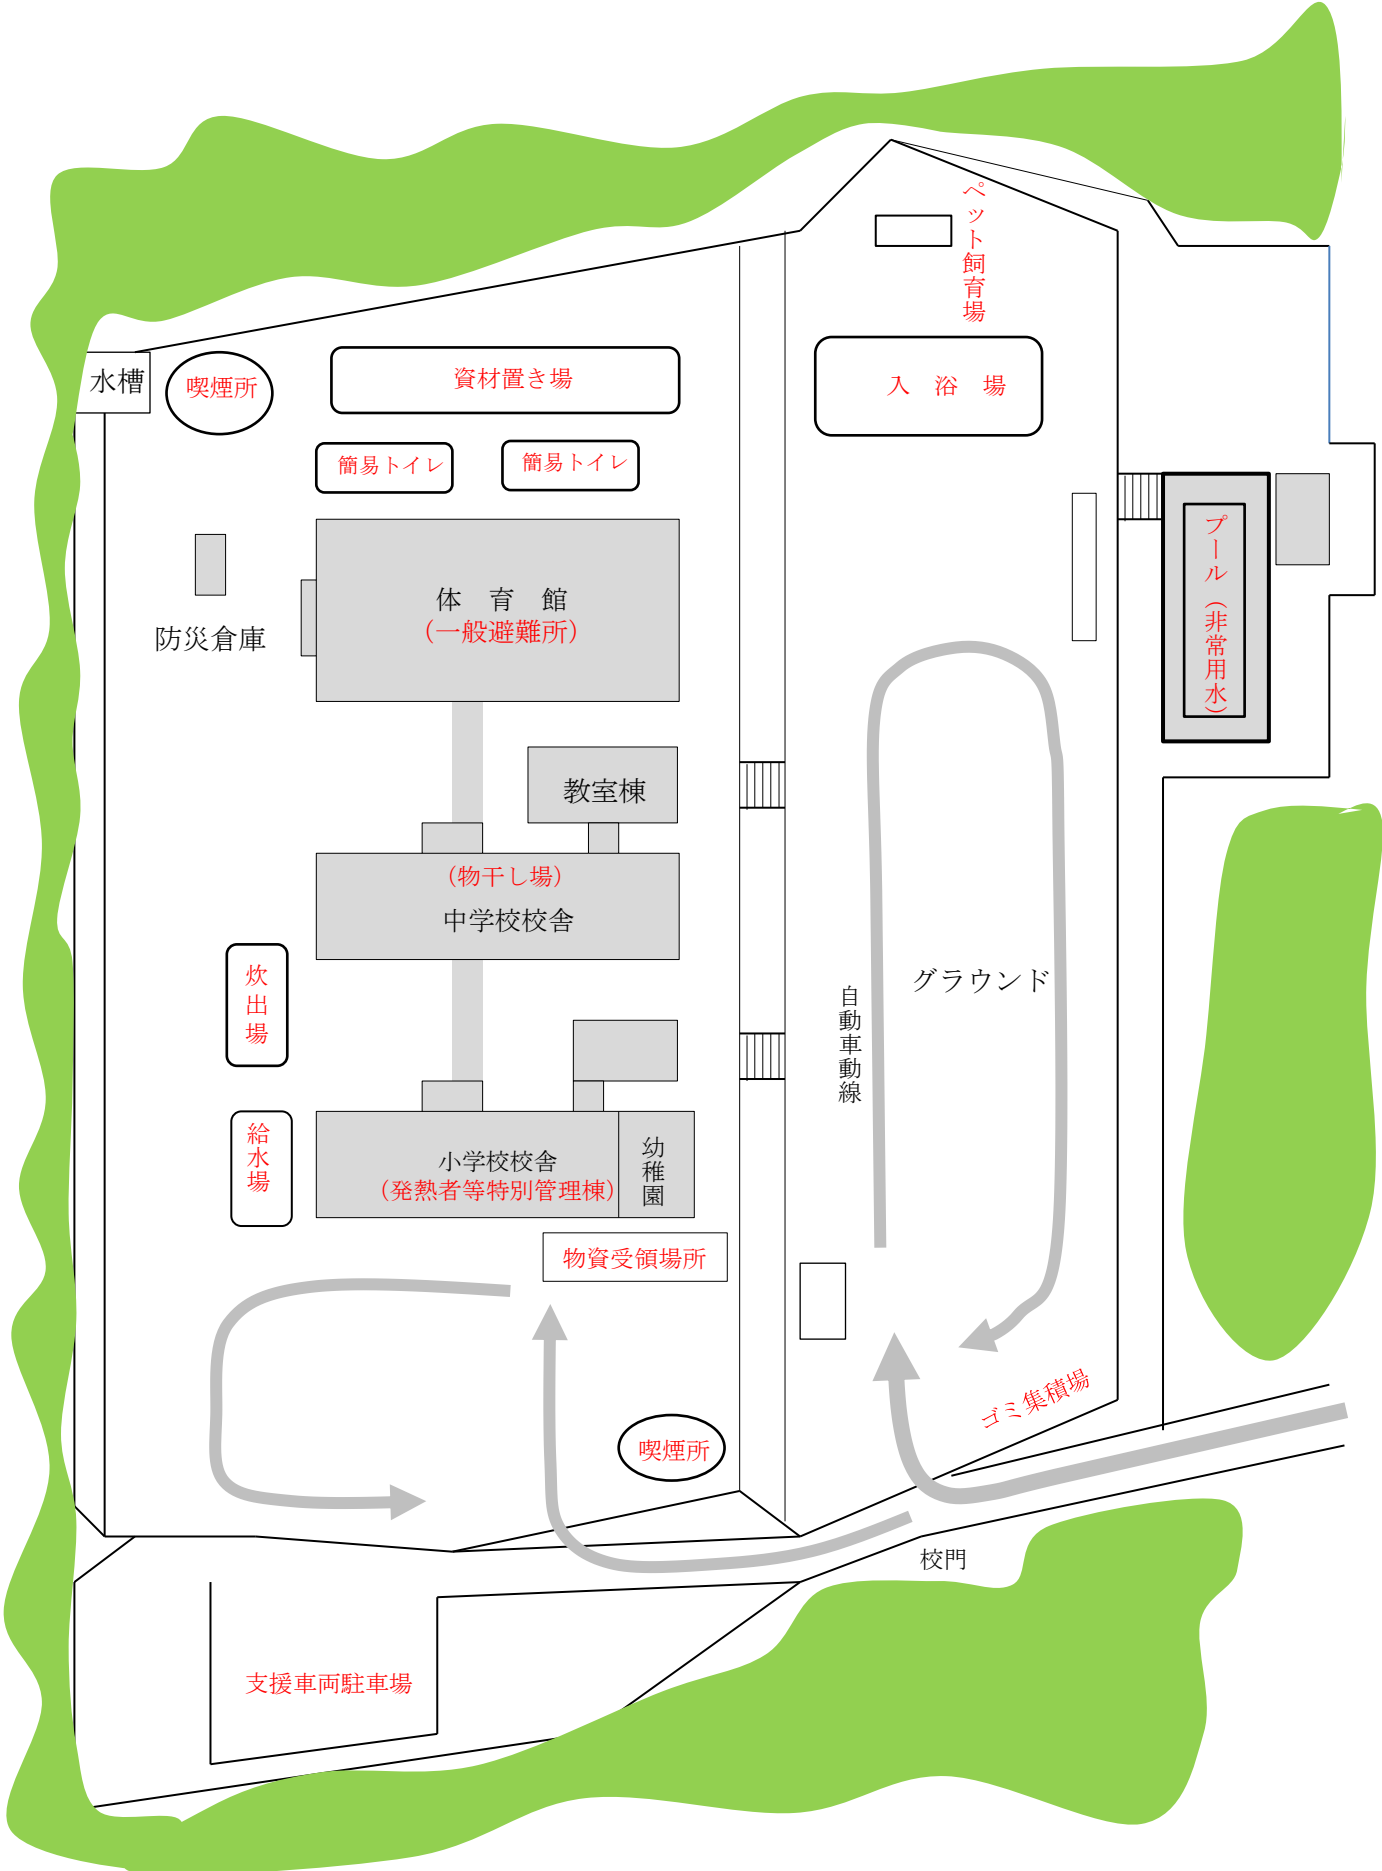 ペット飼育場
水槽
喫煙所
資材置き場
入　浴　場
簡易トイレ
簡易トイレ
プール（非常用水）
体　育　館
（一般避難所）
防災倉庫
教室棟
（物干し場）
中学校校舎
炊出場
グラウンド
自動車動線
給水場
小学校校舎
（発熱者等特別管理棟）
幼稚園
物資受領場所
ゴミ集積場
喫煙所
校門
支援車両駐車場